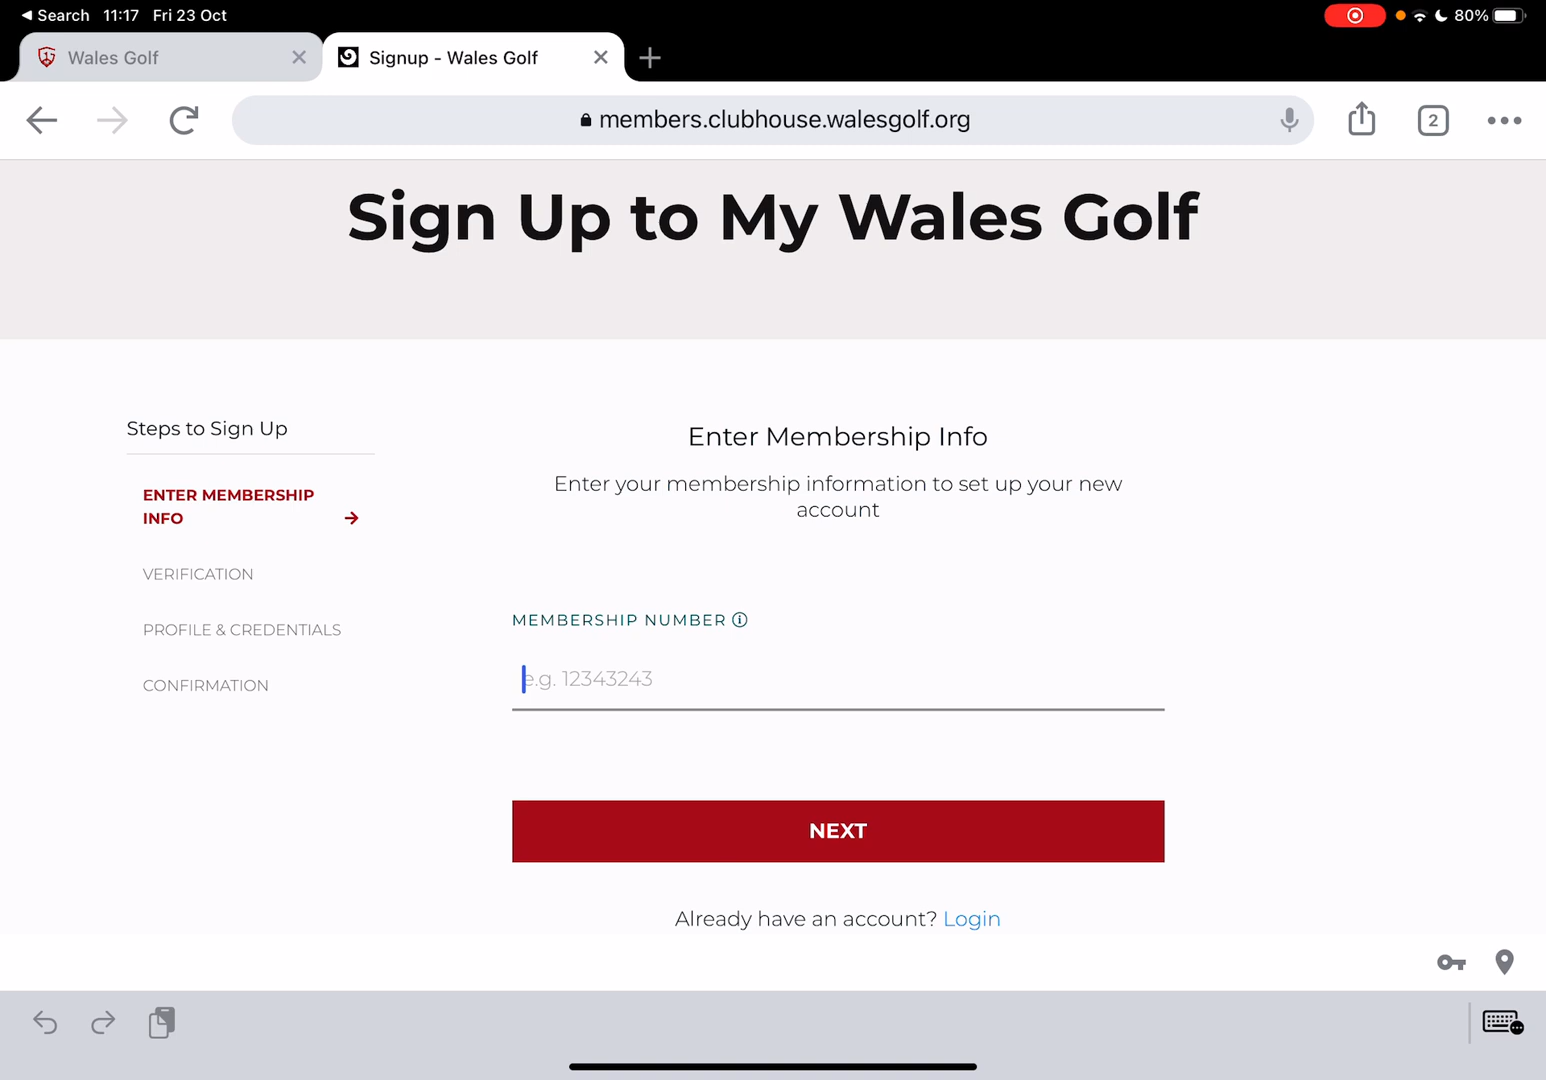 Search 11:17 Fri 23 Oct 80%
Wales Golf
Signup - Wales Golf
members.clubhouse.walesgolf.org
2
Sign Up to My Wales Golf
Steps to Sign Up
ENTER MEMBERSHIP
INFO
VERIFICATION
PROFILE & CREDENTIALS
CONFIRMATION
Enter Membership Info
Enter your membership information to set up your new
account
MEMBERSHIP NUMBER
e.g. 12343243
NEXT
Already have an account? Login